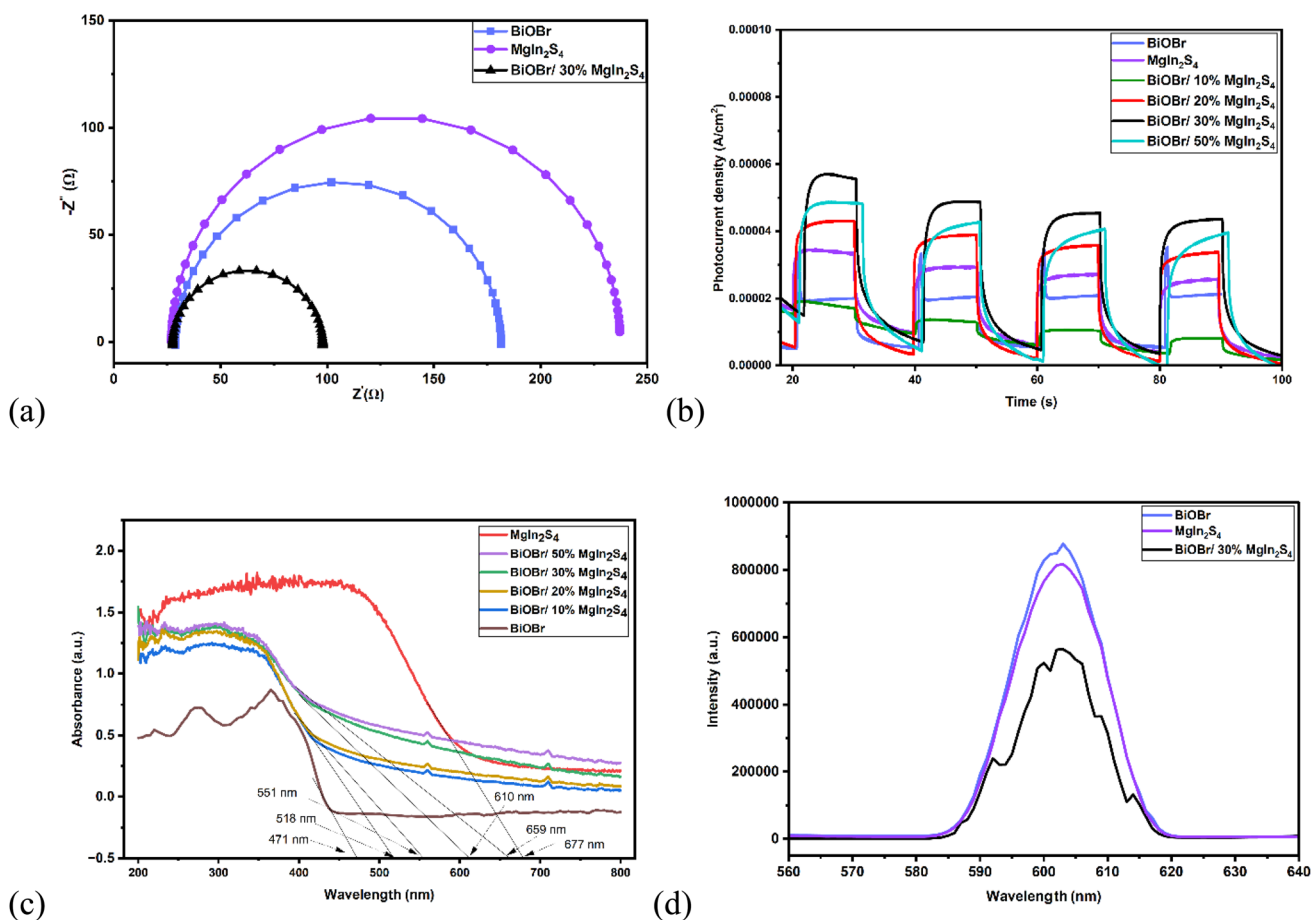 150
100
50
0
0
50
100
150
200
250
-Z" (Ω)
Z'(Ω)
BiOBr
MgIn₂S₄
BiOBr/ 30% MgIn₂S₄
(a)
0.00010
0.00008
0.00006
0.00004
0.00002
0.00000
20
40
60
80
100
Photocurrent density (A/cm²)
Time (s)
BiOBr
MgIn₂S₄
BiOBr/ 10% MgIn₂S₄
BiOBr/ 20% MgIn₂S₄
BiOBr/ 30% MgIn₂S₄
BiOBr/ 50% MgIn₂S₄
(b)
2.0
1.5
1.0
0.5
0.0
−0.5
200
300
400
500
600
700
800
Absorbance (a.u.)
Wavelength (nm)
MgIn₂S₄
BiOBr/ 50% MgIn₂S₄
BiOBr/ 30% MgIn₂S₄
BiOBr/ 20% MgIn₂S₄
BiOBr/ 10% MgIn₂S₄
BiOBr
551 nm
518 nm
471 nm
610 nm
659 nm
677 nm
(c)
1000000
800000
600000
400000
200000
0
560
570
580
590
600
610
620
630
640
Intensity (a.u.)
Wavelength (nm)
BiOBr
MgIn₂S₄
BiOBr/ 30% MgIn₂S₄
(d)